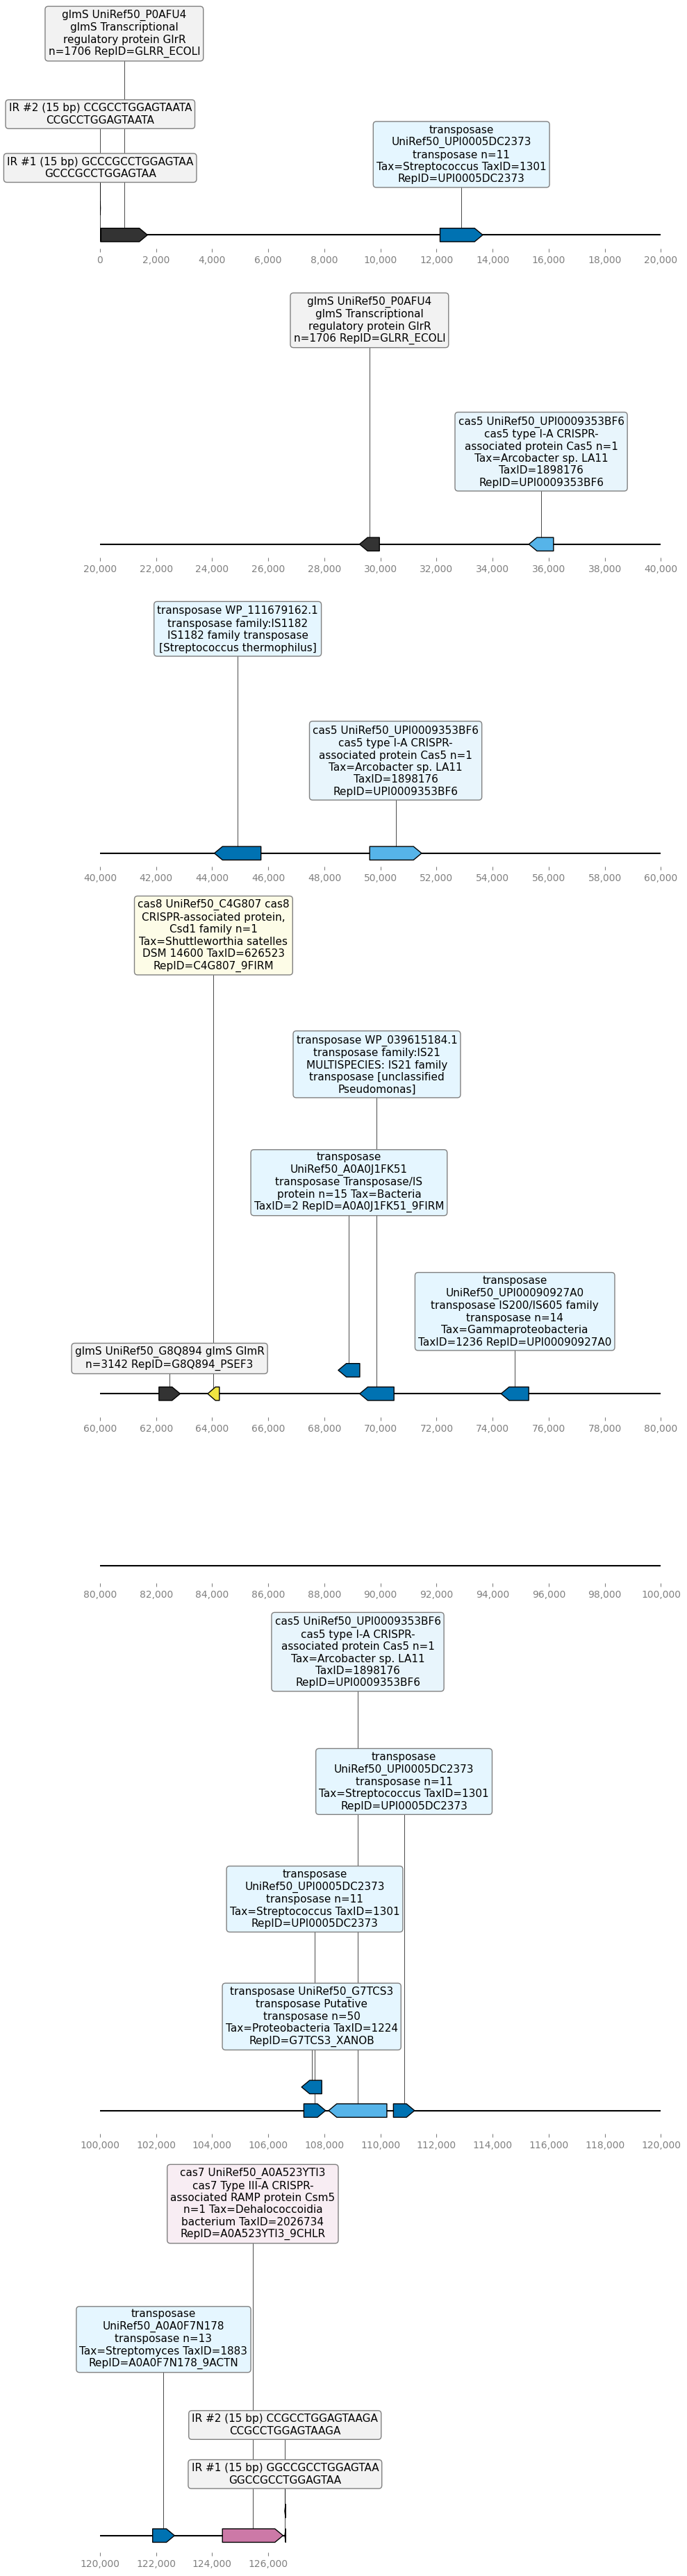 glmS UniRef50_P0AFU4
glmS Transcriptional
regulatory protein GlrR
n=1706 RepID=GLRR_ECOLI
IR #2 (15 bp) CCGCCTGGAGTAATA
CCGCCTGGAGTAATA
IR #1 (15 bp) GCCCGCCTGGAGTAA
GCCCGCCTGGAGTAA
transposase
UniRef50_UPI0005DC2373
transposase n=11
Tax=Streptococcus TaxID=1301
RepID=UPI0005DC2373
0 2,000 4,000 6,000 8,000 10,000 12,000 14,000 16,000 18,000 20,000
glmS UniRef50_P0AFU4
glmS Transcriptional
regulatory protein GlrR
n=1706 RepID=GLRR_ECOLI
cas5 UniRef50_UPI0009353BF6
cas5 type I-A CRISPR-
associated protein Cas5 n=1
Tax=Arcobacter sp. LA11
TaxID=1898176
RepID=UPI0009353BF6
20,000 22,000 24,000 26,000 28,000 30,000 32,000 34,000 36,000 38,000 40,000
transposase WP_111679162.1
transposase family:IS1182
IS1182 family transposase
[Streptococcus thermophilus]
cas5 UniRef50_UPI0009353BF6
cas5 type I-A CRISPR-
associated protein Cas5 n=1
Tax=Arcobacter sp. LA11
TaxID=1898176
RepID=UPI0009353BF6
40,000 42,000 44,000 46,000 48,000 50,000 52,000 54,000 56,000 58,000 60,000
cas8 UniRef50_C4G807 cas8
CRISPR-associated protein,
Csd1 family n=1
Tax=Shuttleworthia satelles
DSM 14600 TaxID=626523
RepID=C4G807_9FIRM
transposase WP_039615184.1
transposase family:IS21
MULTISPECIES: IS21 family
transposase [unclassified
Pseudomonas]
transposase
UniRef50_A0A0J1FK51
transposase Transposase/IS
protein n=15 Tax=Bacteria
TaxID=2 RepID=A0A0J1FK51_9FIRM
transposase
UniRef50_UPI00090927A0
transposase IS200/IS605 family
transposase n=14
Tax=Gammaproteobacteria
TaxID=1236 RepID=UPI00090927A0
glmS UniRef50_G8Q894 glmS GlmR
n=3142 RepID=G8Q894_PSEF3
60,000 62,000 64,000 66,000 68,000 70,000 72,000 74,000 76,000 78,000 80,000
80,000 82,000 84,000 86,000 88,000 90,000 92,000 94,000 96,000 98,000 100,000
cas5 UniRef50_UPI0009353BF6
cas5 type I-A CRISPR-
associated protein Cas5 n=1
Tax=Arcobacter sp. LA11
TaxID=1898176
RepID=UPI0009353BF6
transposase
UniRef50_UPI0005DC2373
transposase n=11
Tax=Streptococcus TaxID=1301
RepID=UPI0005DC2373
transposase
UniRef50_UPI0005DC2373
transposase n=11
Tax=Streptococcus TaxID=1301
RepID=UPI0005DC2373
transposase UniRef50_G7TCS3
transposase Putative
transposase n=50
Tax=Proteobacteria TaxID=1224
RepID=G7TCS3_XANOB
100,000 102,000 104,000 106,000 108,000 110,000 112,000 114,000 116,000 118,000 120,000
cas7 UniRef50_A0A523YTI3
cas7 Type III-A CRISPR-
associated RAMP protein Csm5
n=1 Tax=Dehalococcoidia
bacterium TaxID=2026734
RepID=A0A523YTI3_9CHLR
transposase
UniRef50_A0A0F7N178
transposase n=13
Tax=Streptomyces TaxID=1883
RepID=A0A0F7N178_9ACTN
IR #2 (15 bp) CCGCCTGGAGTAAGA
CCGCCTGGAGTAAGA
IR #1 (15 bp) GGCCGCCTGGAGTAA
GGCCGCCTGGAGTAA
120,000 122,000 124,000 126,000